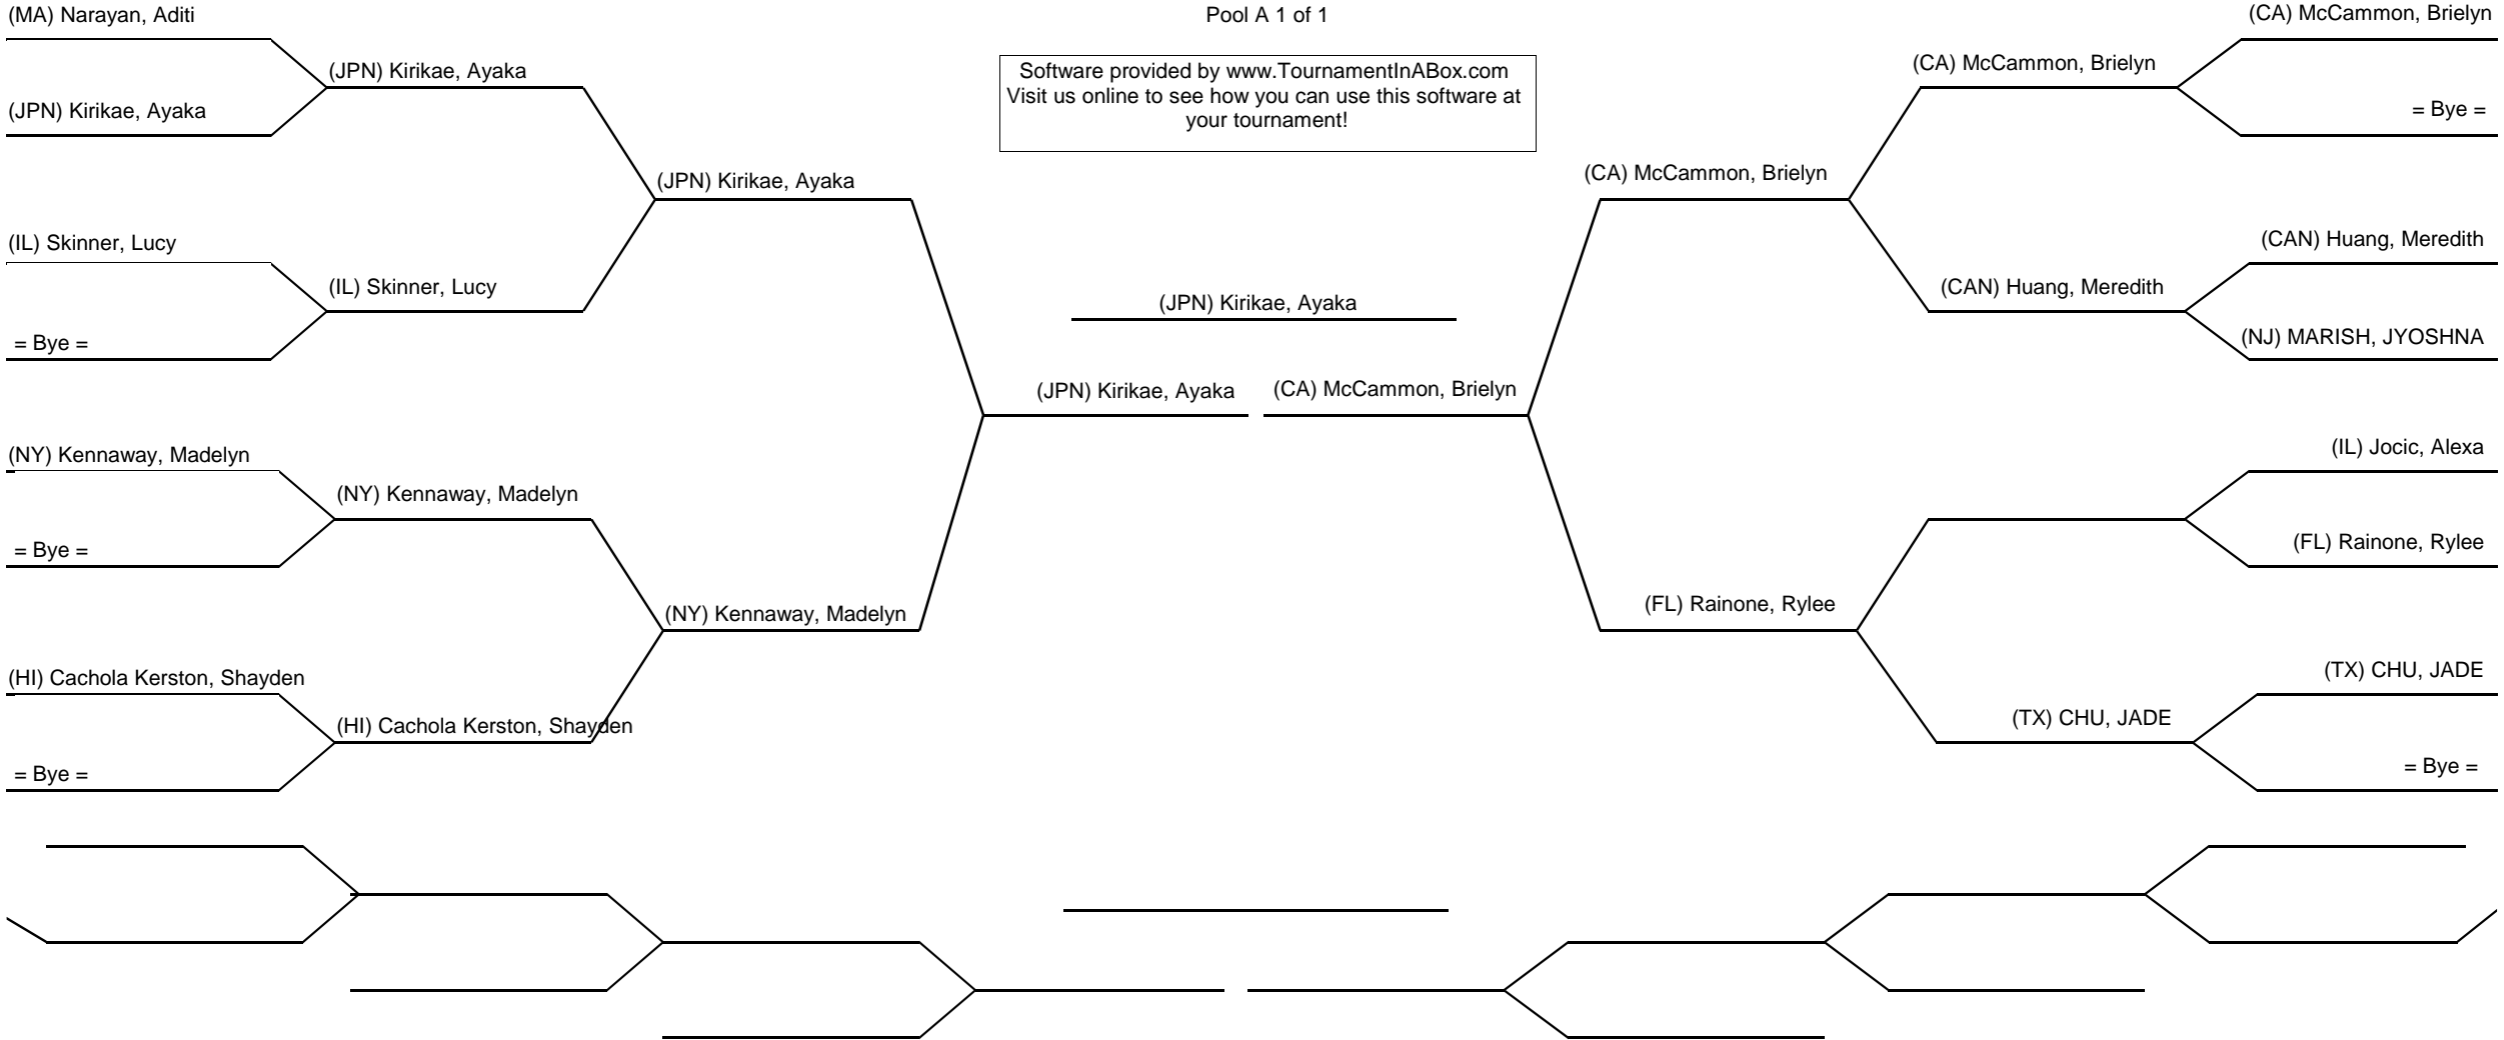 (MA) Narayan, Aditi
(JPN) Kirikae, Ayaka
(IL) Skinner, Lucy
= Bye =
(NY) Kennaway, Madelyn
= Bye =
(HI) Cachola Kerston, Shayden
= Bye =
(JPN) Kirikae, Ayaka
(IL) Skinner, Lucy
(NY) Kennaway, Madelyn
(HI) Cachola Kerston, Shayden
(JPN) Kirikae, Ayaka
(NY) Kennaway, Madelyn
Pool A 1 of 1
Software provided by www.TournamentInABox.com
Visit us online to see how you can use this software at
your tournament!
(JPN) Kirikae, Ayaka
(JPN) Kirikae, Ayaka
(CA) McCammon, Brielyn
(CA) McCammon, Brielyn
(FL) Rainone, Rylee
(CA) McCammon, Brielyn
(CAN) Huang, Meredith
(TX) CHU, JADE
(CA) McCammon, Brielyn
= Bye =
(CAN) Huang, Meredith
(NJ) MARISH, JYOSHNA
(IL) Jocic, Alexa
(FL) Rainone, Rylee
(TX) CHU, JADE
= Bye =